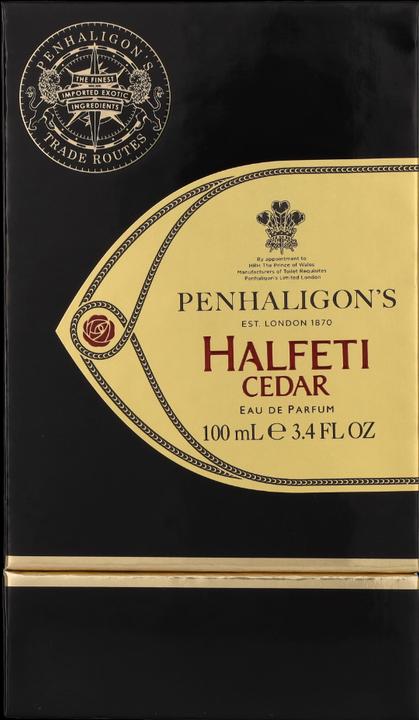 PENHALIGON'S
THE FINEST
IMPORTED EXOTIC
INGREDIENTS
TRADE ROUTES
By appointment to
HRH The Prince of Wales
Manufacturers of Toilet Requisites
Penhaligon's Limited London
PENHALIGON'S
EST. LONDON 1870
HALFETI
CEDAR
EAU DE PARFUM
100 mL ℮ 3.4 FL OZ